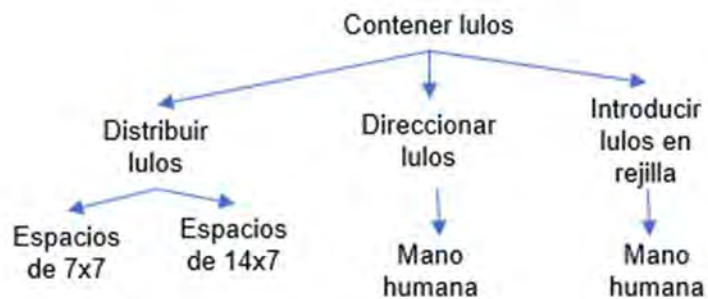 Contener lulos
Distribuir
lulos
Direccionar
lulos
Introducir
lulos en
rejilla
Espacios
de 7x7
Espacios
de 14x7
Mano
humana
Mano
humana